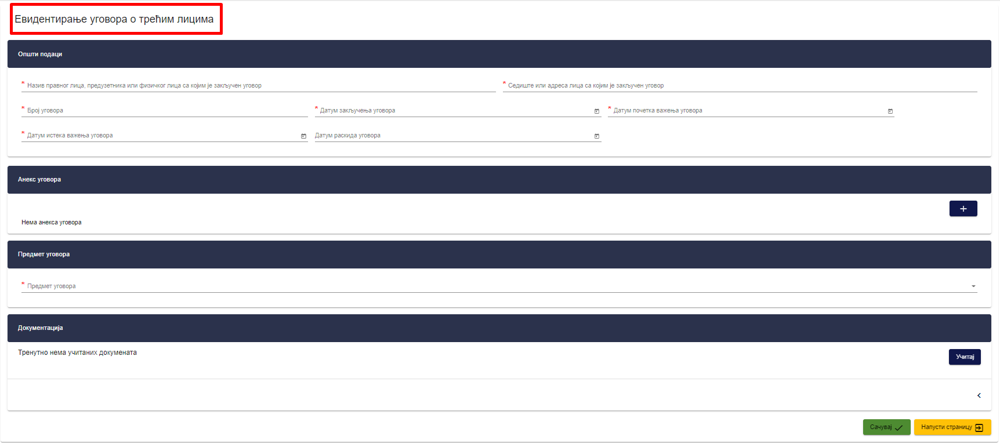 Евидентирање уговора о трећим лицима
Општи подаци
* Назив правног лица, предузетника или физичког лица са којим је закључен уговор
* Седиште или адреса лица са којим је закључен уговор
* Број уговора
* Датум закључења уговора
* Датум почетка важења уговора
* Датум истека важења уговора
Датум раскида уговора
Анекс уговора
Нема анекса уговора
Предмет уговора
* Предмет уговора
Документација
Тренутно нема учитаних докумената
Учитај
Сачувај
Напусти страницу